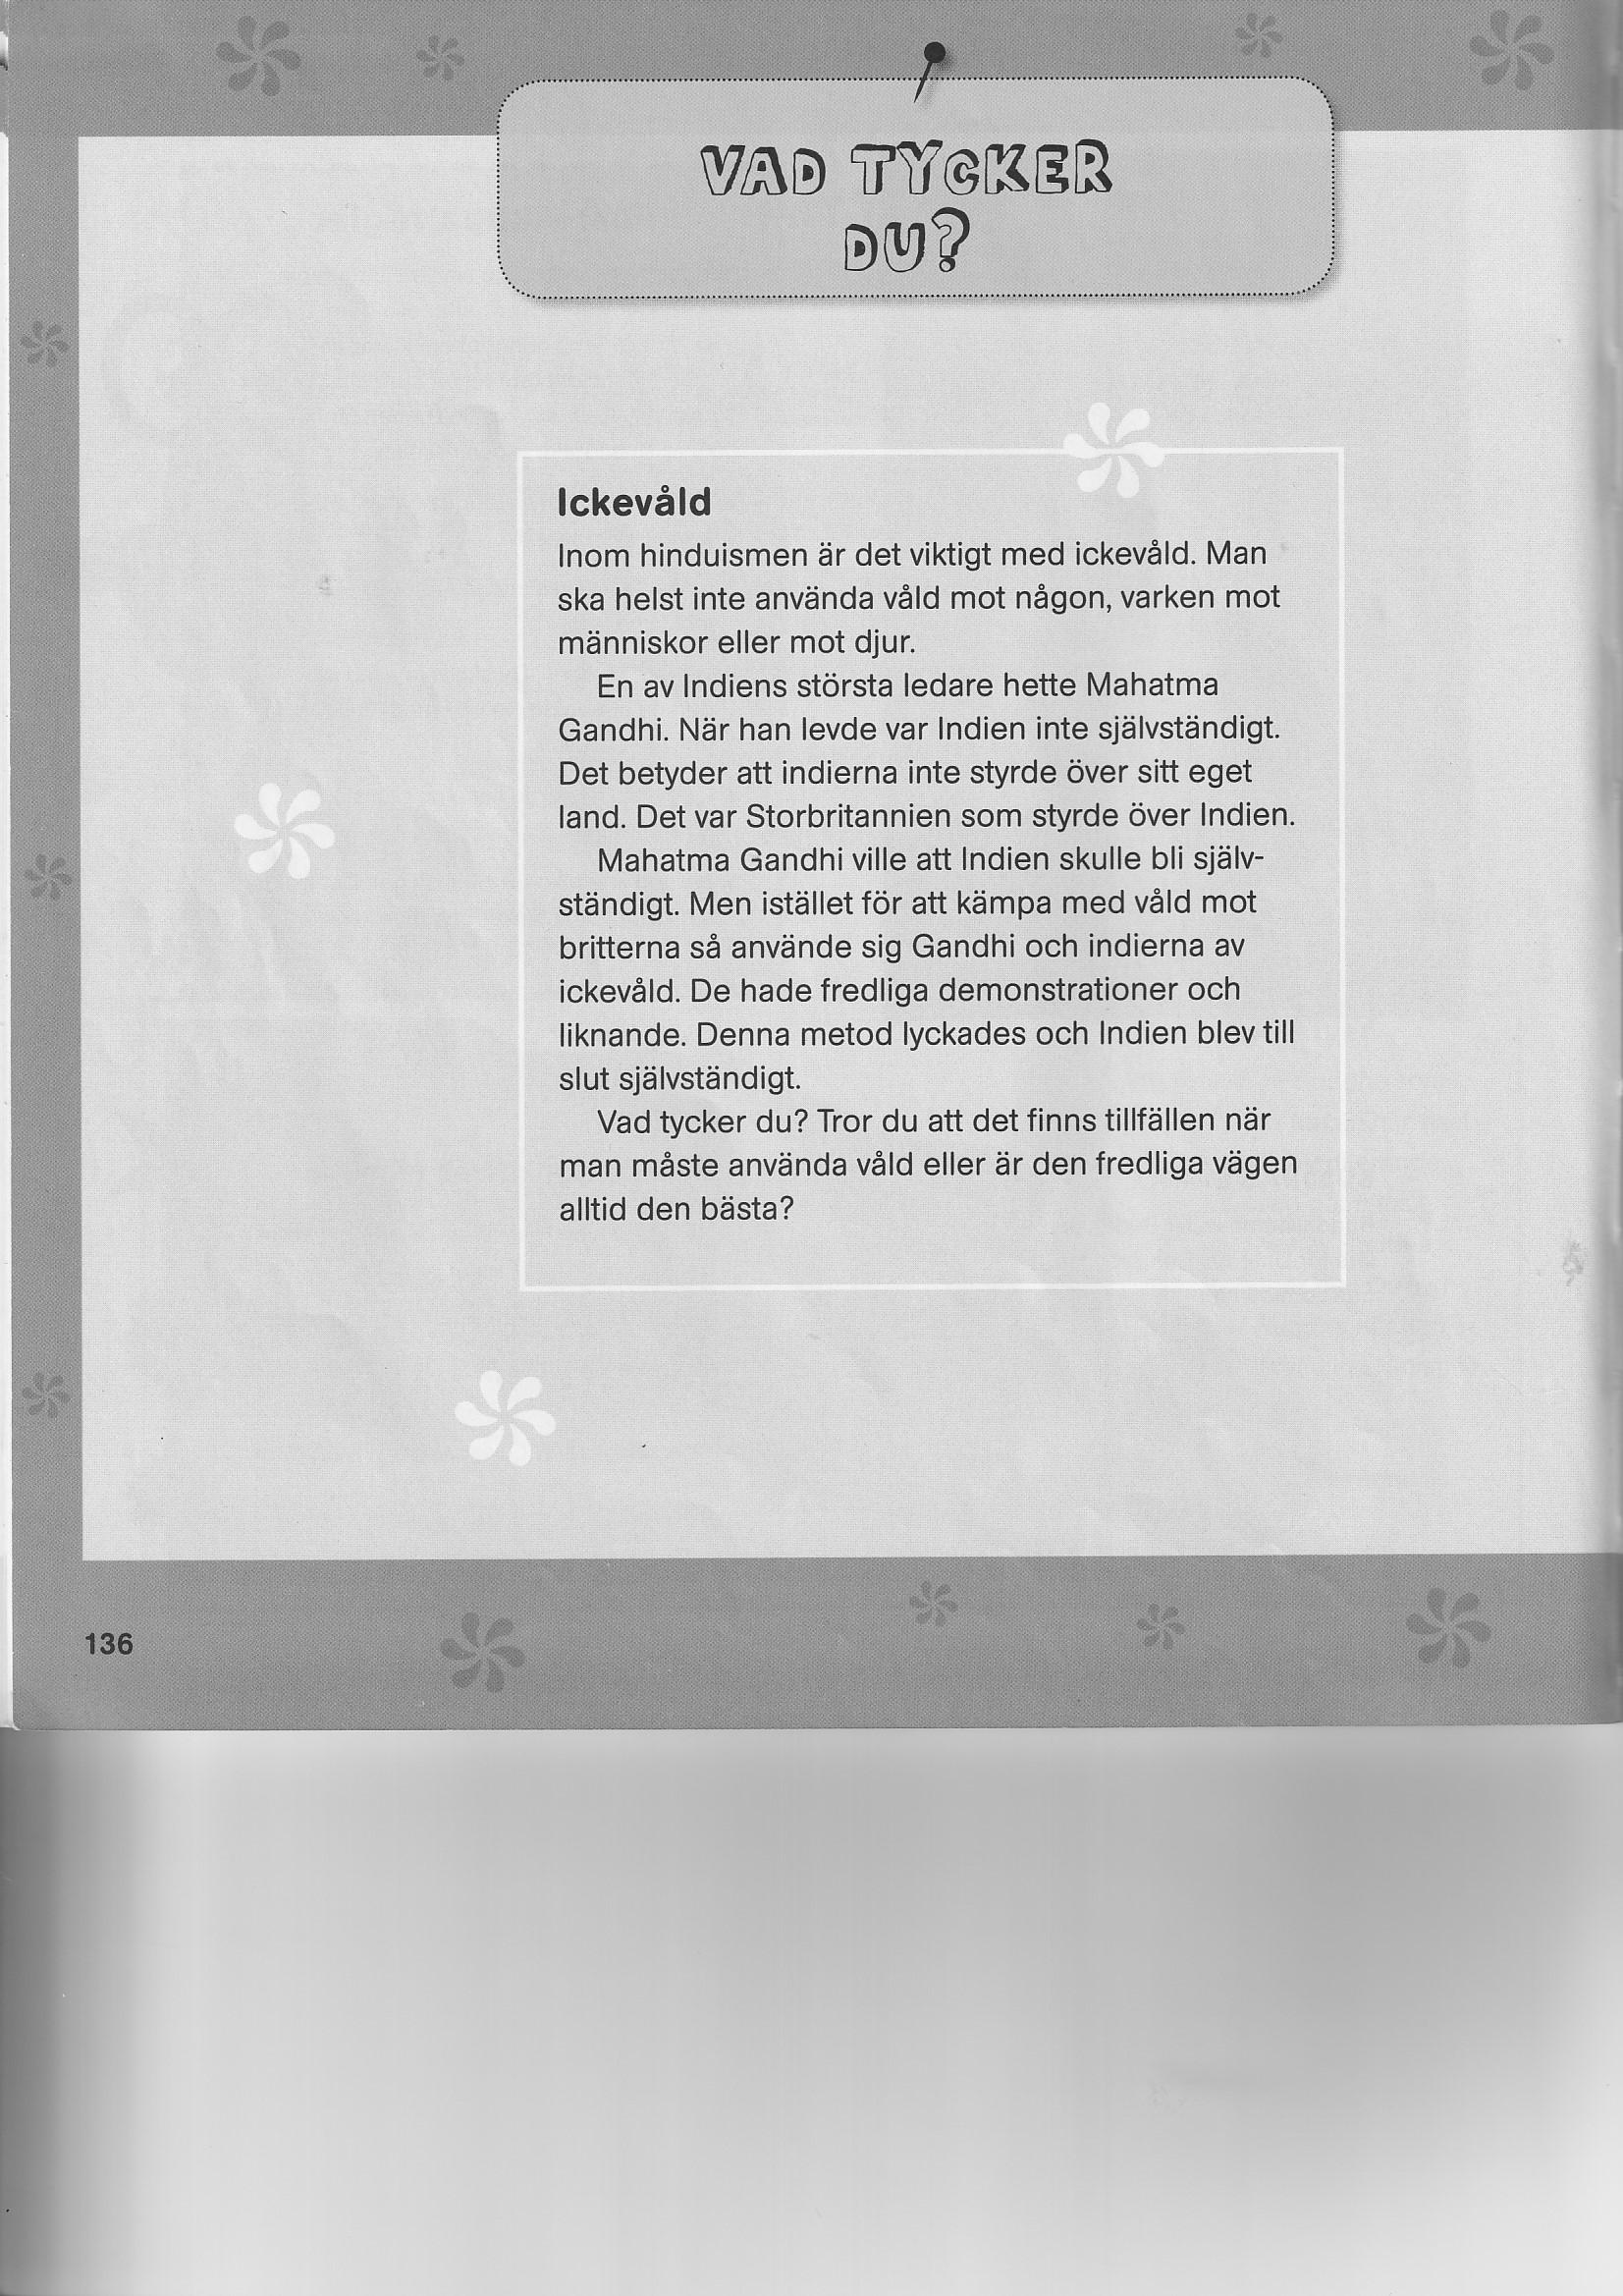 VAD TYCKER
DU?
Ickevåld
Inom hinduismen är det viktigt med ickevåld. Man
ska helst inte använda våld mot någon, varken mot
människor eller mot djur.
En av Indiens största ledare hette Mahatma
Gandhi. När han levde var Indien inte självständigt.
Det betyder att indierna inte styrde över sitt eget
land. Det var Storbritannien som styrde över Indien.
Mahatma Gandhi ville att Indien skulle bli själv-
ständigt. Men istället för att kämpa med våld mot
britterna så använde sig Gandhi och indierna av
ickevåld. De hade fredliga demonstrationer och
liknande. Denna metod lyckades och Indien blev till
slut självständigt.
Vad tycker du? Tror du att det finns tillfällen när
man måste använda våld eller är den fredliga vägen
alltid den bästa?
136